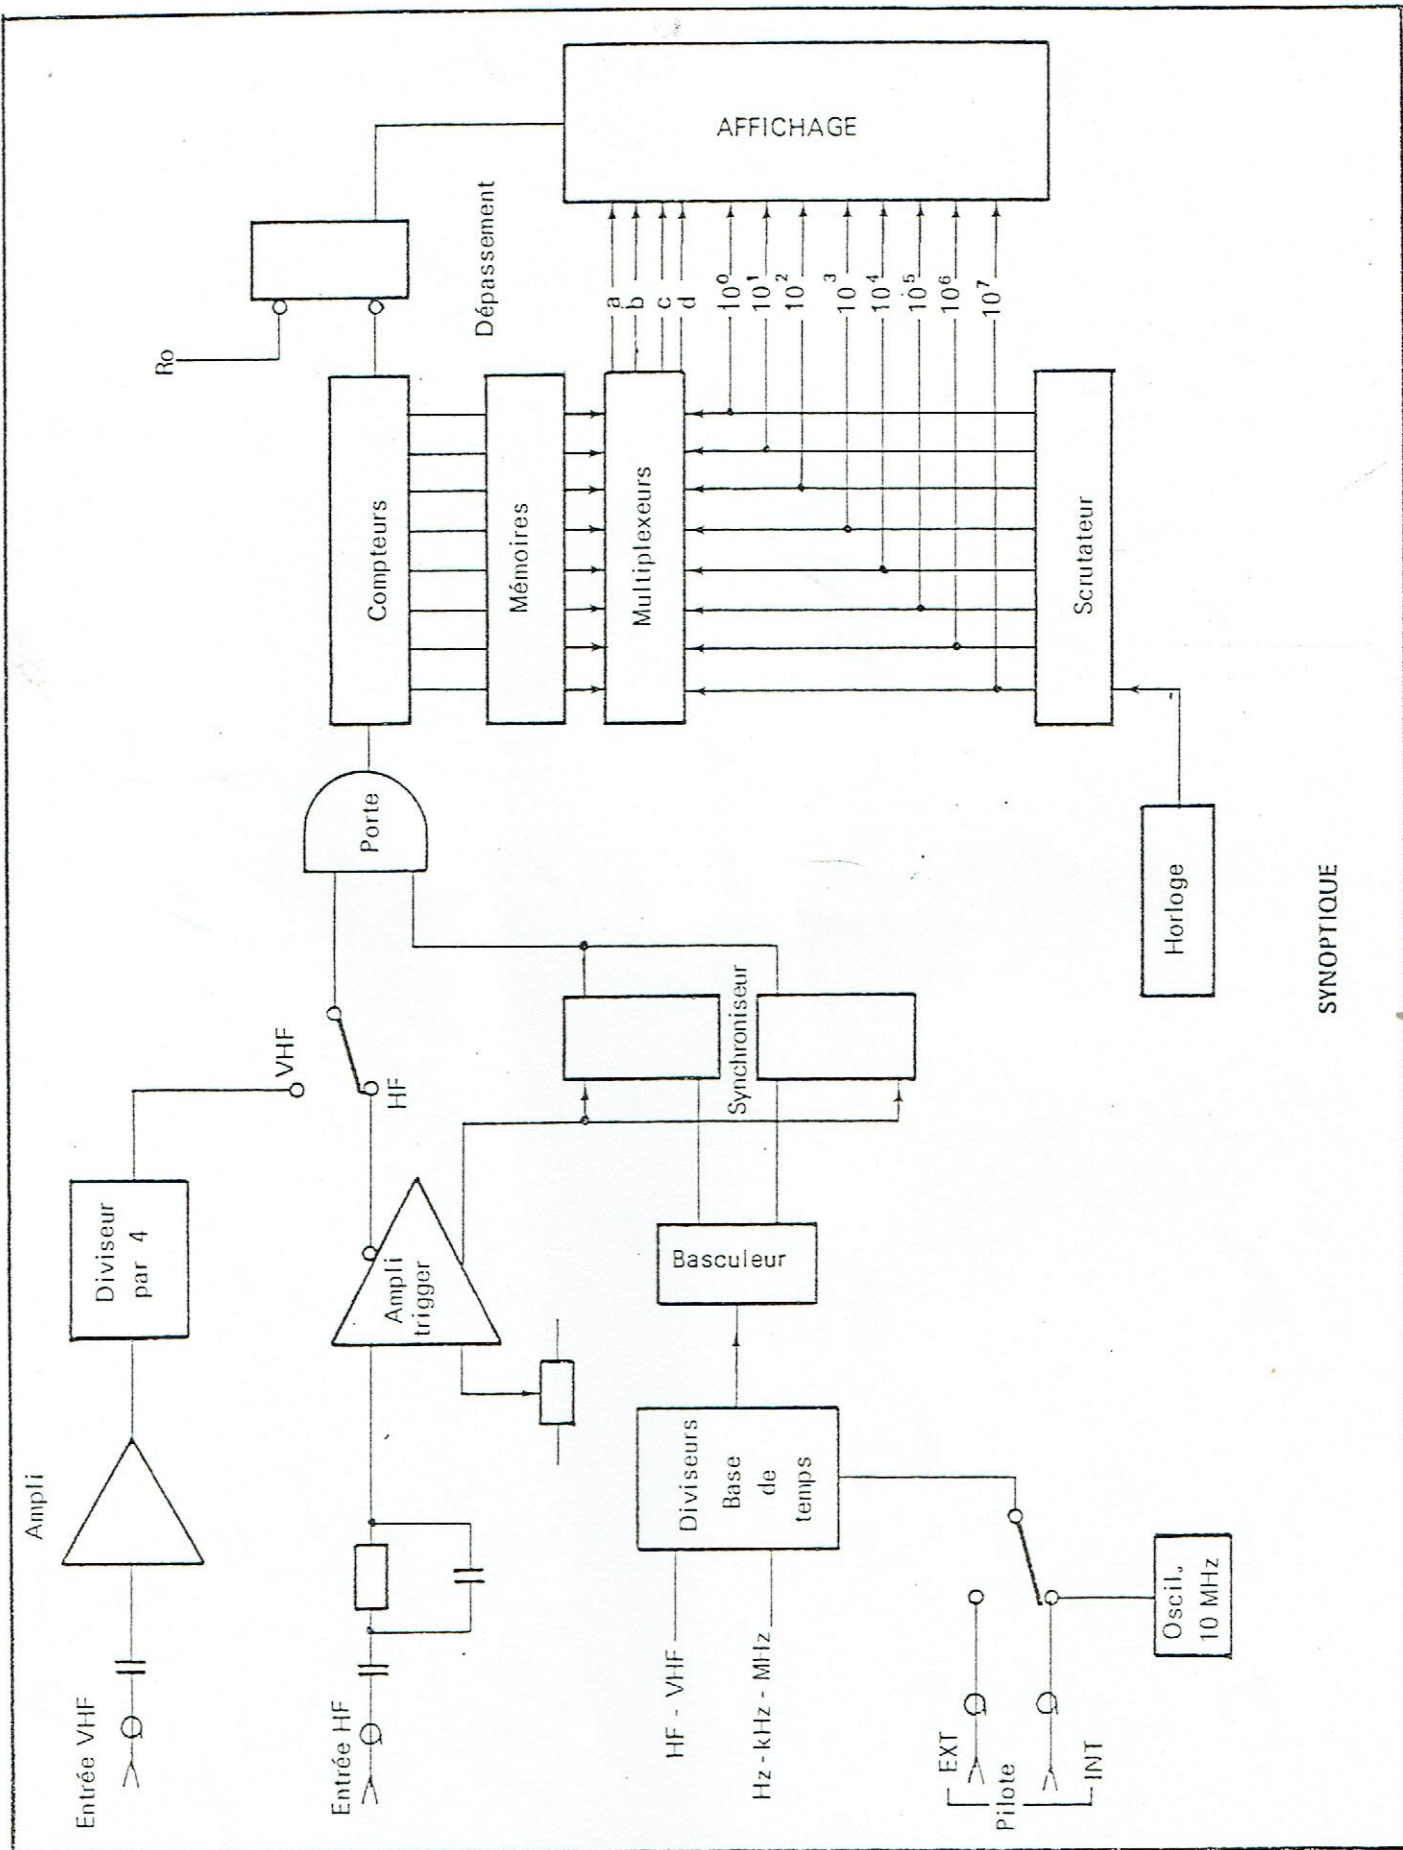 Ampli
Entrée VHF
Diviseur
par 4
VHF
HF
Entrée HF
Ampli
trigger
Porte
Ro
Compteurs
Mémoires
Dépassement
Multiplexeurs
AFFICHAGE
a
b
c
d
10⁰
10¹
10²
10³
10⁴
10⁵
10⁶
10⁷
Scrutateur
Horloge
Synchroniseur
Basculeur
Diviseurs
Base
de
temps
HF - VHF
Hz - kHz - MHz
EXT
Pilote
INT
Oscil.
10 MHz
SYNOPTIQUE